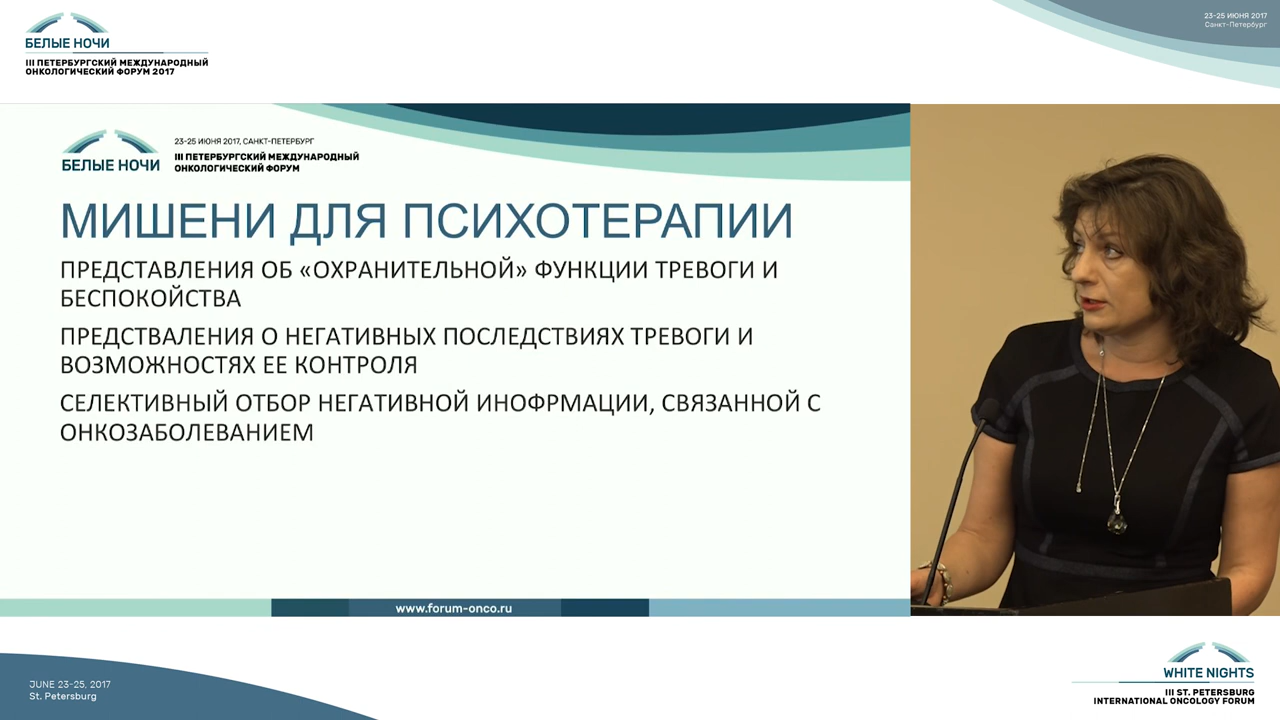 БЕЛЫЕ НОЧИ
III ПЕТЕРБУРГСКИЙ МЕЖДУНАРОДНЫЙ
ОНКОЛОГИЧЕСКИЙ ФОРУМ 2017
23-25 ИЮНЯ 2017
Санкт-Петербург
БЕЛЫЕ НОЧИ
23-25 ИЮНЯ 2017, САНКТ-ПЕТЕРБУРГ
III ПЕТЕРБУРГСКИЙ МЕЖДУНАРОДНЫЙ
ОНКОЛОГИЧЕСКИЙ ФОРУМ
МИШЕНИ ДЛЯ ПСИХОТЕРАПИИ
ПРЕДСТАВЛЕНИЯ ОБ «ОХРАНИТЕЛЬНОЙ» ФУНКЦИИ ТРЕВОГИ И
БЕСПОКОЙСТВА
ПРЕДСТВАЛЕНИЯ О НЕГАТИВНЫХ ПОСЛЕДСТВИЯХ ТРЕВОГИ И
ВОЗМОЖНОСТЯХ ЕЕ КОНТРОЛЯ
СЕЛЕКТИВНЫЙ ОТБОР НЕГАТИВНОЙ ИНОФРМАЦИИ, СВЯЗАННОЙ С
ОНКОЗАБОЛЕВАНИЕМ
www.forum-onco.ru
JUNE 23-25, 2017
St. Petersburg
WHITE NIGHTS
III ST. PETERSBURG
INTERNATIONAL ONCOLOGY FORUM